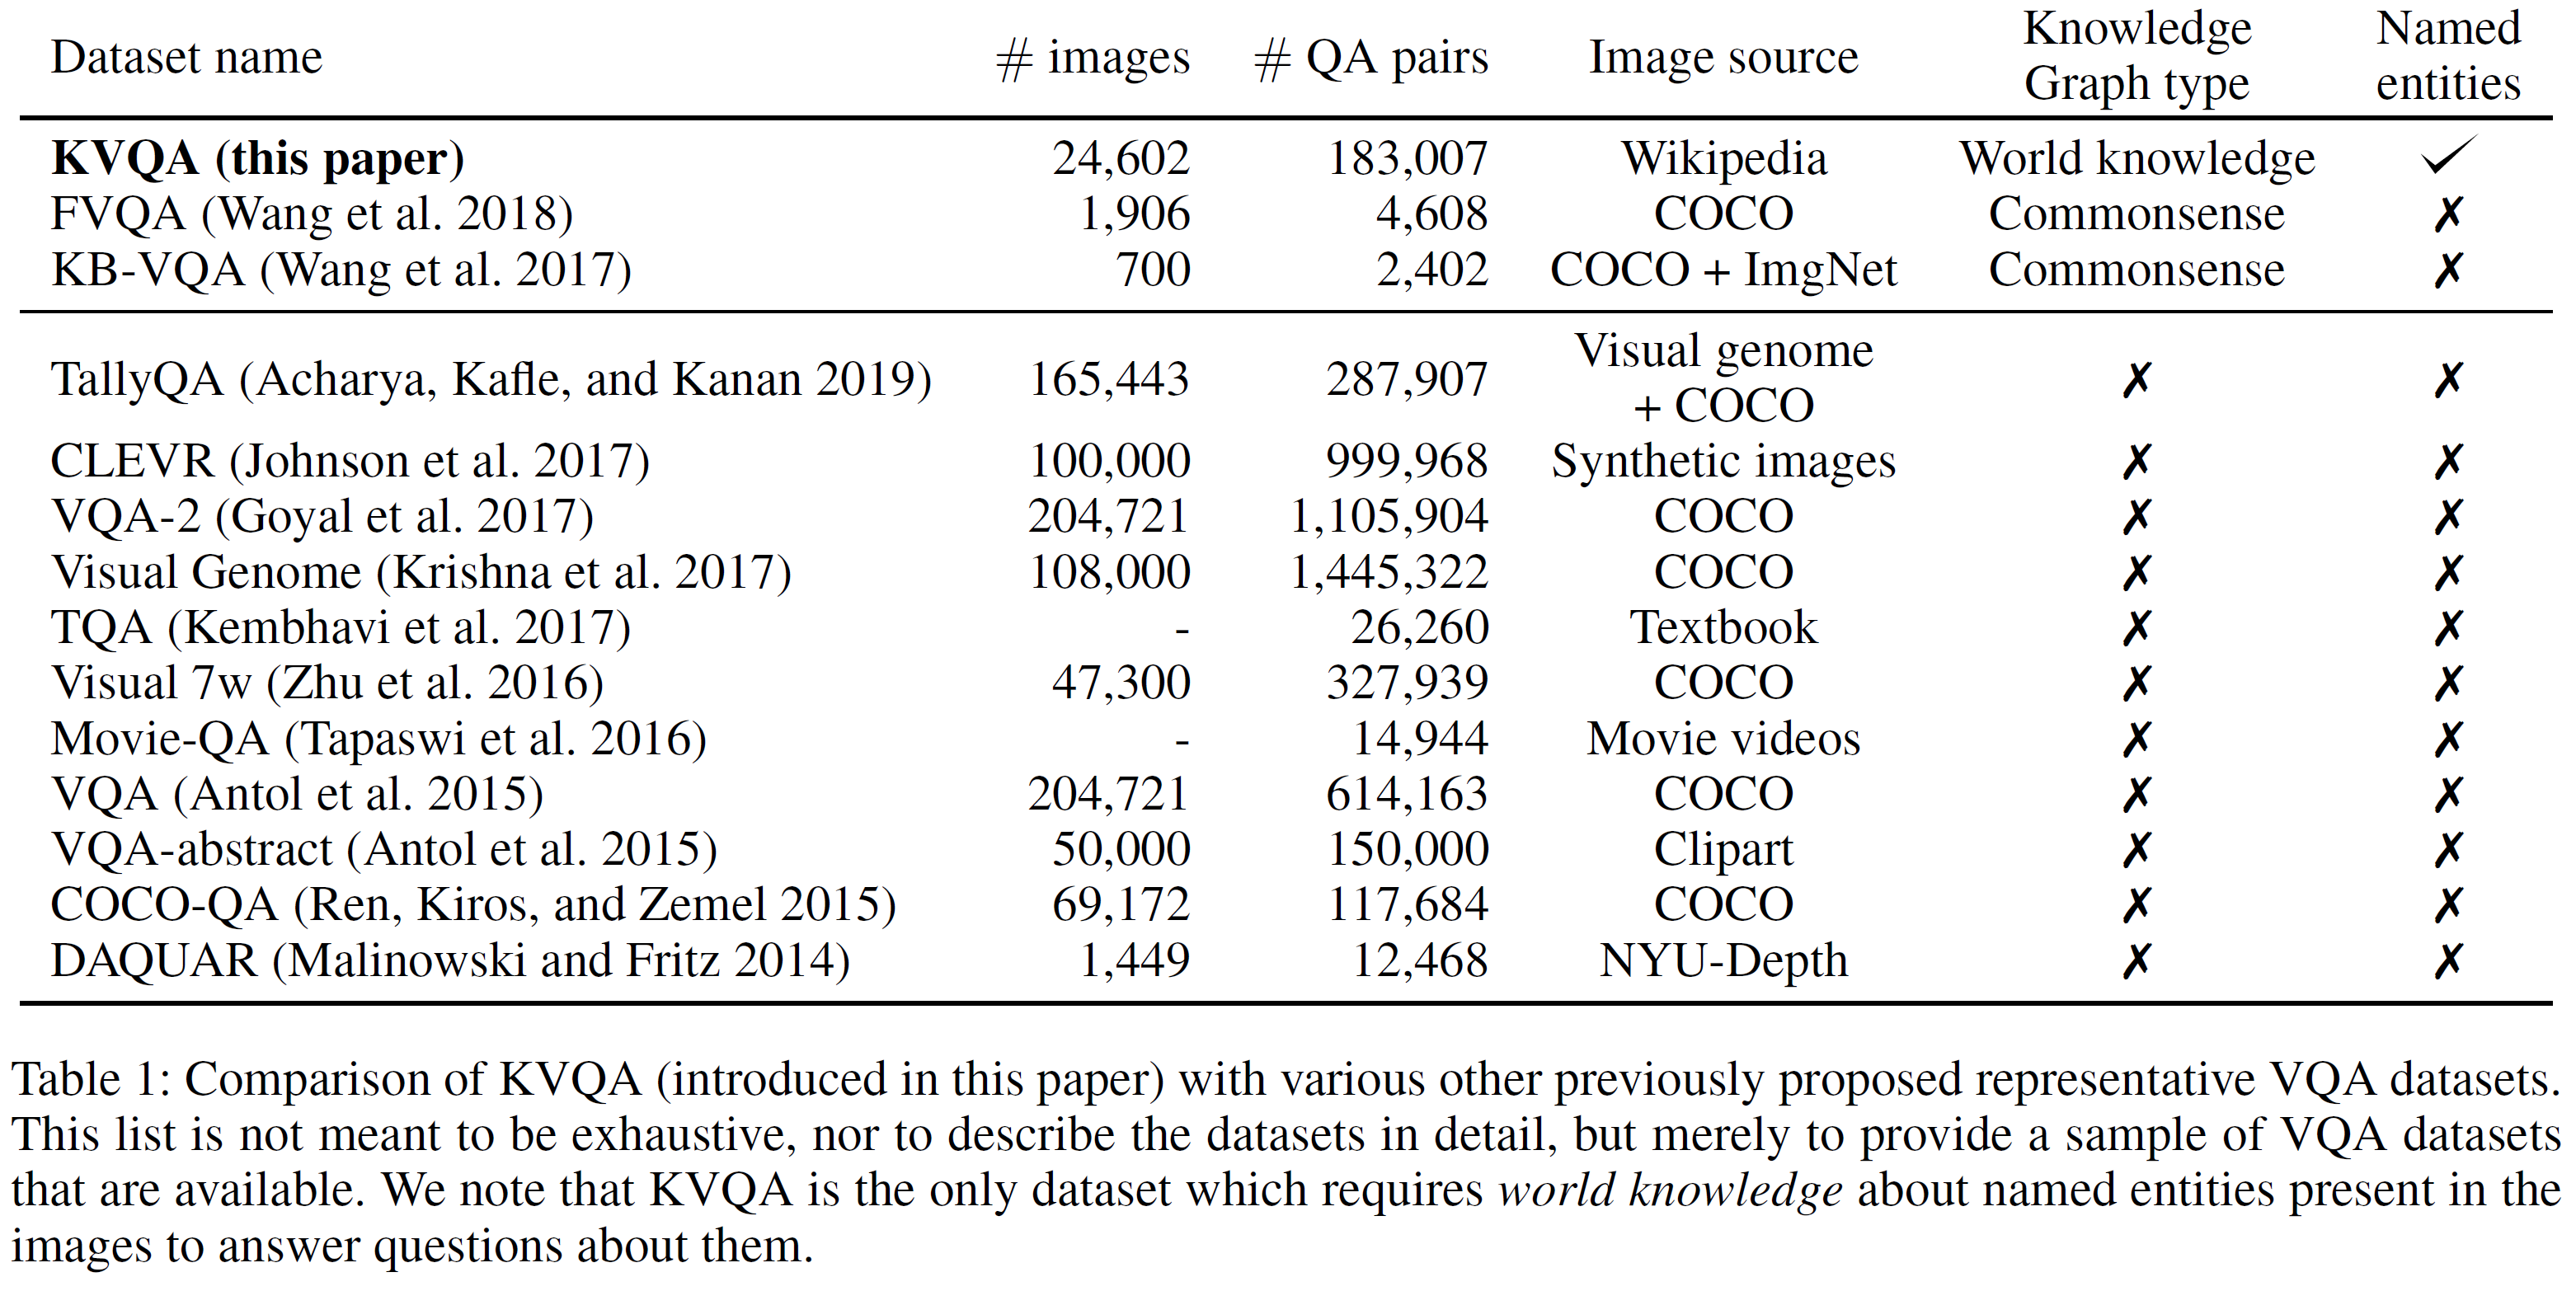 Dataset name # images # QA pairs Image source Knowledge Graph type Named entities
KVQA (this paper) 24,602 183,007 Wikipedia World knowledge ✓
FVQA (Wang et al. 2018) 1,906 4,608 COCO Commonsense ✗
KB-VQA (Wang et al. 2017) 700 2,402 COCO + ImgNet Commonsense ✗
TallyQA (Acharya, Kafle, and Kanan 2019) 165,443 287,907 Visual genome + COCO ✗ ✗
CLEVR (Johnson et al. 2017) 100,000 999,968 Synthetic images ✗ ✗
VQA-2 (Goyal et al. 2017) 204,721 1,105,904 COCO ✗ ✗
Visual Genome (Krishna et al. 2017) 108,000 1,445,322 COCO ✗ ✗
TQA (Kembhavi et al. 2017) - 26,260 Textbook ✗ ✗
Visual 7w (Zhu et al. 2016) 47,300 327,939 COCO ✗ ✗
Movie-QA (Tapaswi et al. 2016) - 14,944 Movie videos ✗ ✗
VQA (Antol et al. 2015) 204,721 614,163 COCO ✗ ✗
VQA-abstract (Antol et al. 2015) 50,000 150,000 Clipart ✗ ✗
COCO-QA (Ren, Kiros, and Zemel 2015) 69,172 117,684 COCO ✗ ✗
DAQUAR (Malinowski and Fritz 2014) 1,449 12,468 NYU-Depth ✗ ✗
Table 1: Comparison of KVQA (introduced in this paper) with various other previously proposed representative VQA datasets.
This list is not meant to be exhaustive, nor to describe the datasets in detail, but merely to provide a sample of VQA datasets
that are available. We note that KVQA is the only dataset which requires world knowledge about named entities present in the
images to answer questions about them.